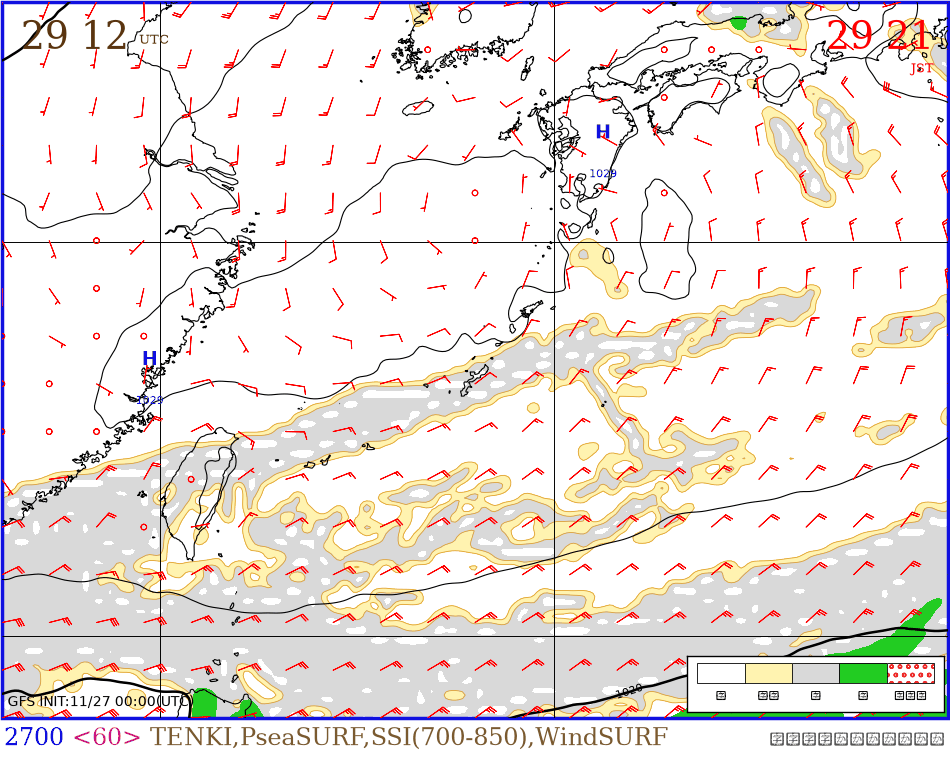 29 12 UTC
29 21 JST
H
1029
H
1029
1020
GFS INIT:11/27 00:00(UTC)
2700 <60> TENKI,PseaSURF,SSI(700-850),WindSURF